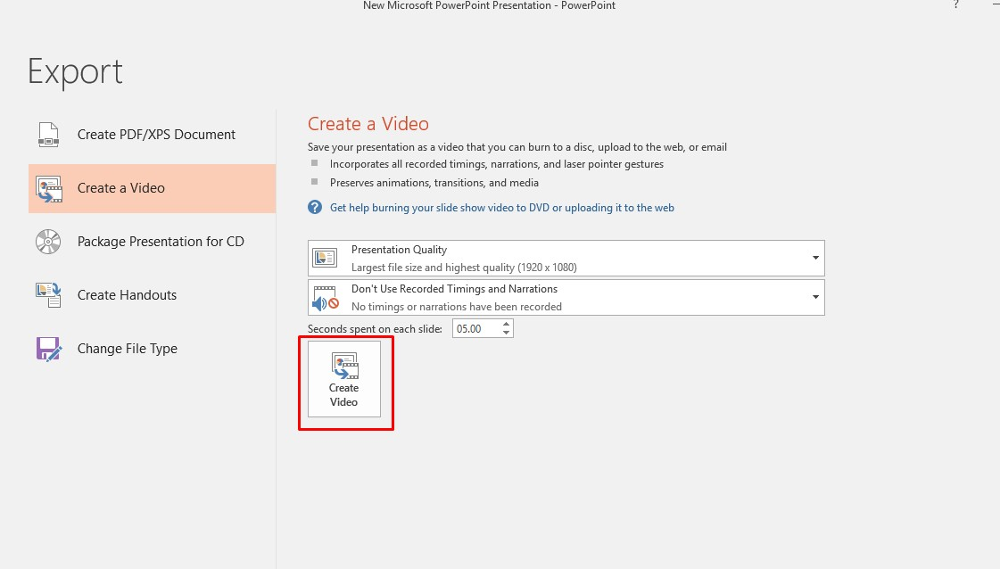 New Microsoft PowerPoint Presentation - PowerPoint
?
Export
Create PDF/XPS Document
Create a Video
Package Presentation for CD
Create Handouts
Change File Type
Create a Video
Save your presentation as a video that you can burn to a disc, upload to the web, or email
Incorporates all recorded timings, narrations, and laser pointer gestures
Preserves animations, transitions, and media
? Get help burning your slide show video to DVD or uploading it to the web
Presentation Quality
Largest file size and highest quality (1920 x 1080)
Don't Use Recorded Timings and Narrations
No timings or narrations have been recorded
Seconds spent on each slide: 05.00
Create
Video